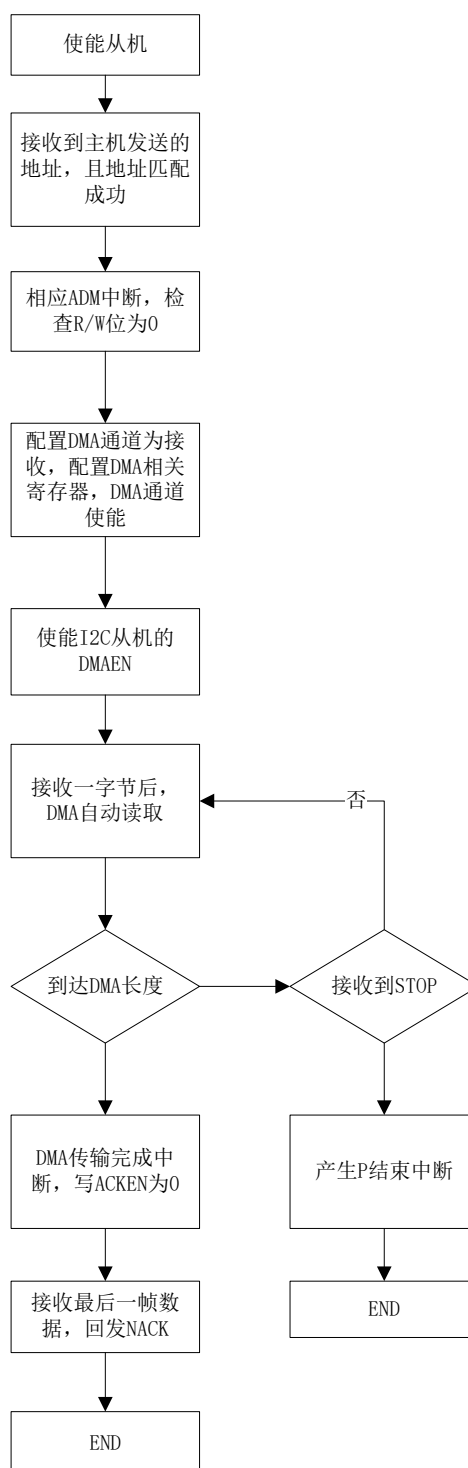 使能从机
接收到主机发送的
地址，且地址匹配
成功
相应ADM中断，检
查R/W位为0
配置DMA通道为接
收，配置DMA相关
寄存器，DMA通道
使能
使能I2C从机的
DMAEN
接收一字节后，
DMA自动读取
否
到达DMA长度
接收到STOP
DMA传输完成中
断，写ACKEN为0
产生P结束中断
接收最后一帧数
据，回发NACK
END
END